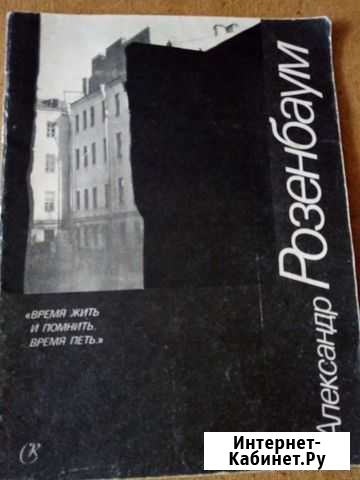 Александр Розенбаум
«ВРЕМЯ ЖИТЬ
И ПОМНИТЬ.
ВРЕМЯ ПЕТЬ.»
Интернет-
Кабинет.Ру